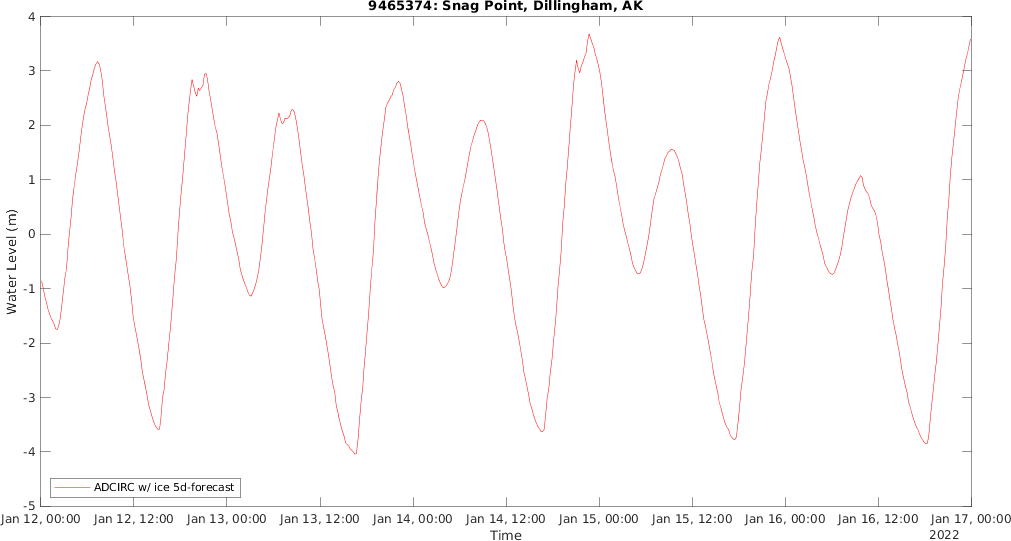 9465374: Snag Point, Dillingham, AK
4
3
2
1
0
-1
-2
-3
-4
-5
Water Level (m)
ADCIRC w/ ice 5d-forecast
Jan 12, 00:00 Jan 12, 12:00 Jan 13, 00:00 Jan 13, 12:00 Jan 14, 00:00 Jan 14, 12:00 Jan 15, 00:00 Jan 15, 12:00 Jan 16, 00:00 Jan 16, 12:00 Jan 17, 00:00
Time
2022